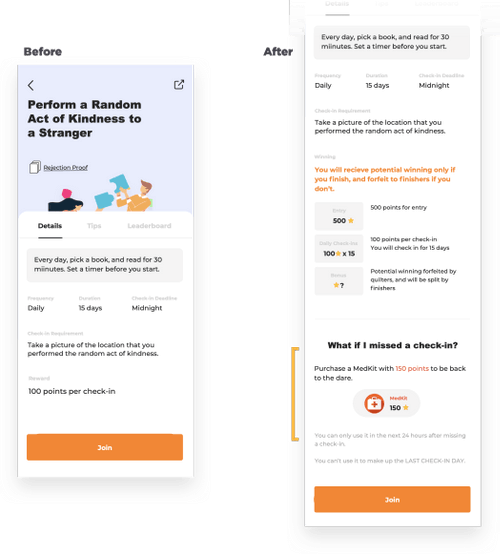 Before
Perform a Random
Act of Kindness to
a Stranger
Rejection Proof
Details
Tips
Leaderboard
Every day, pick a book, and read for 30
miinutes. Set a timer before you start.
Frequency
Duration
Check-in Deadline
Daily
15 days
Midnight
Check-in Requirement
Take a picture of the location that you
performed the random act of kindness.
Reward
100 points per check-in
Join
After
Details
Every day, pick a book, and read for 30
miinutes. Set a timer before you start.
Frequency
Duration
Check-in Deadline
Daily
15 days
Midnight
Check-in Requirement
Take a picture of the location that you
performed the random act of kindness.
Winning
You will recieve potential winning only if
you finish, and forfeit to finishers if you
don't.
Entry
500
500 points for entry
Daily Check-ins
100 x 15
100 points per check-in
You will check in for 15 days
Bonus
?
Potential winning forfeited by
quitters, and will be split by
finishers
What if I missed a check-in?
Purchase a MedKit with 150 points to be back
to the dare.
MedKit
150
You can only use it in the next 24 hours after missing
a check-in.
You can't use it to make up the LAST CHECK-IN DAY.
Join